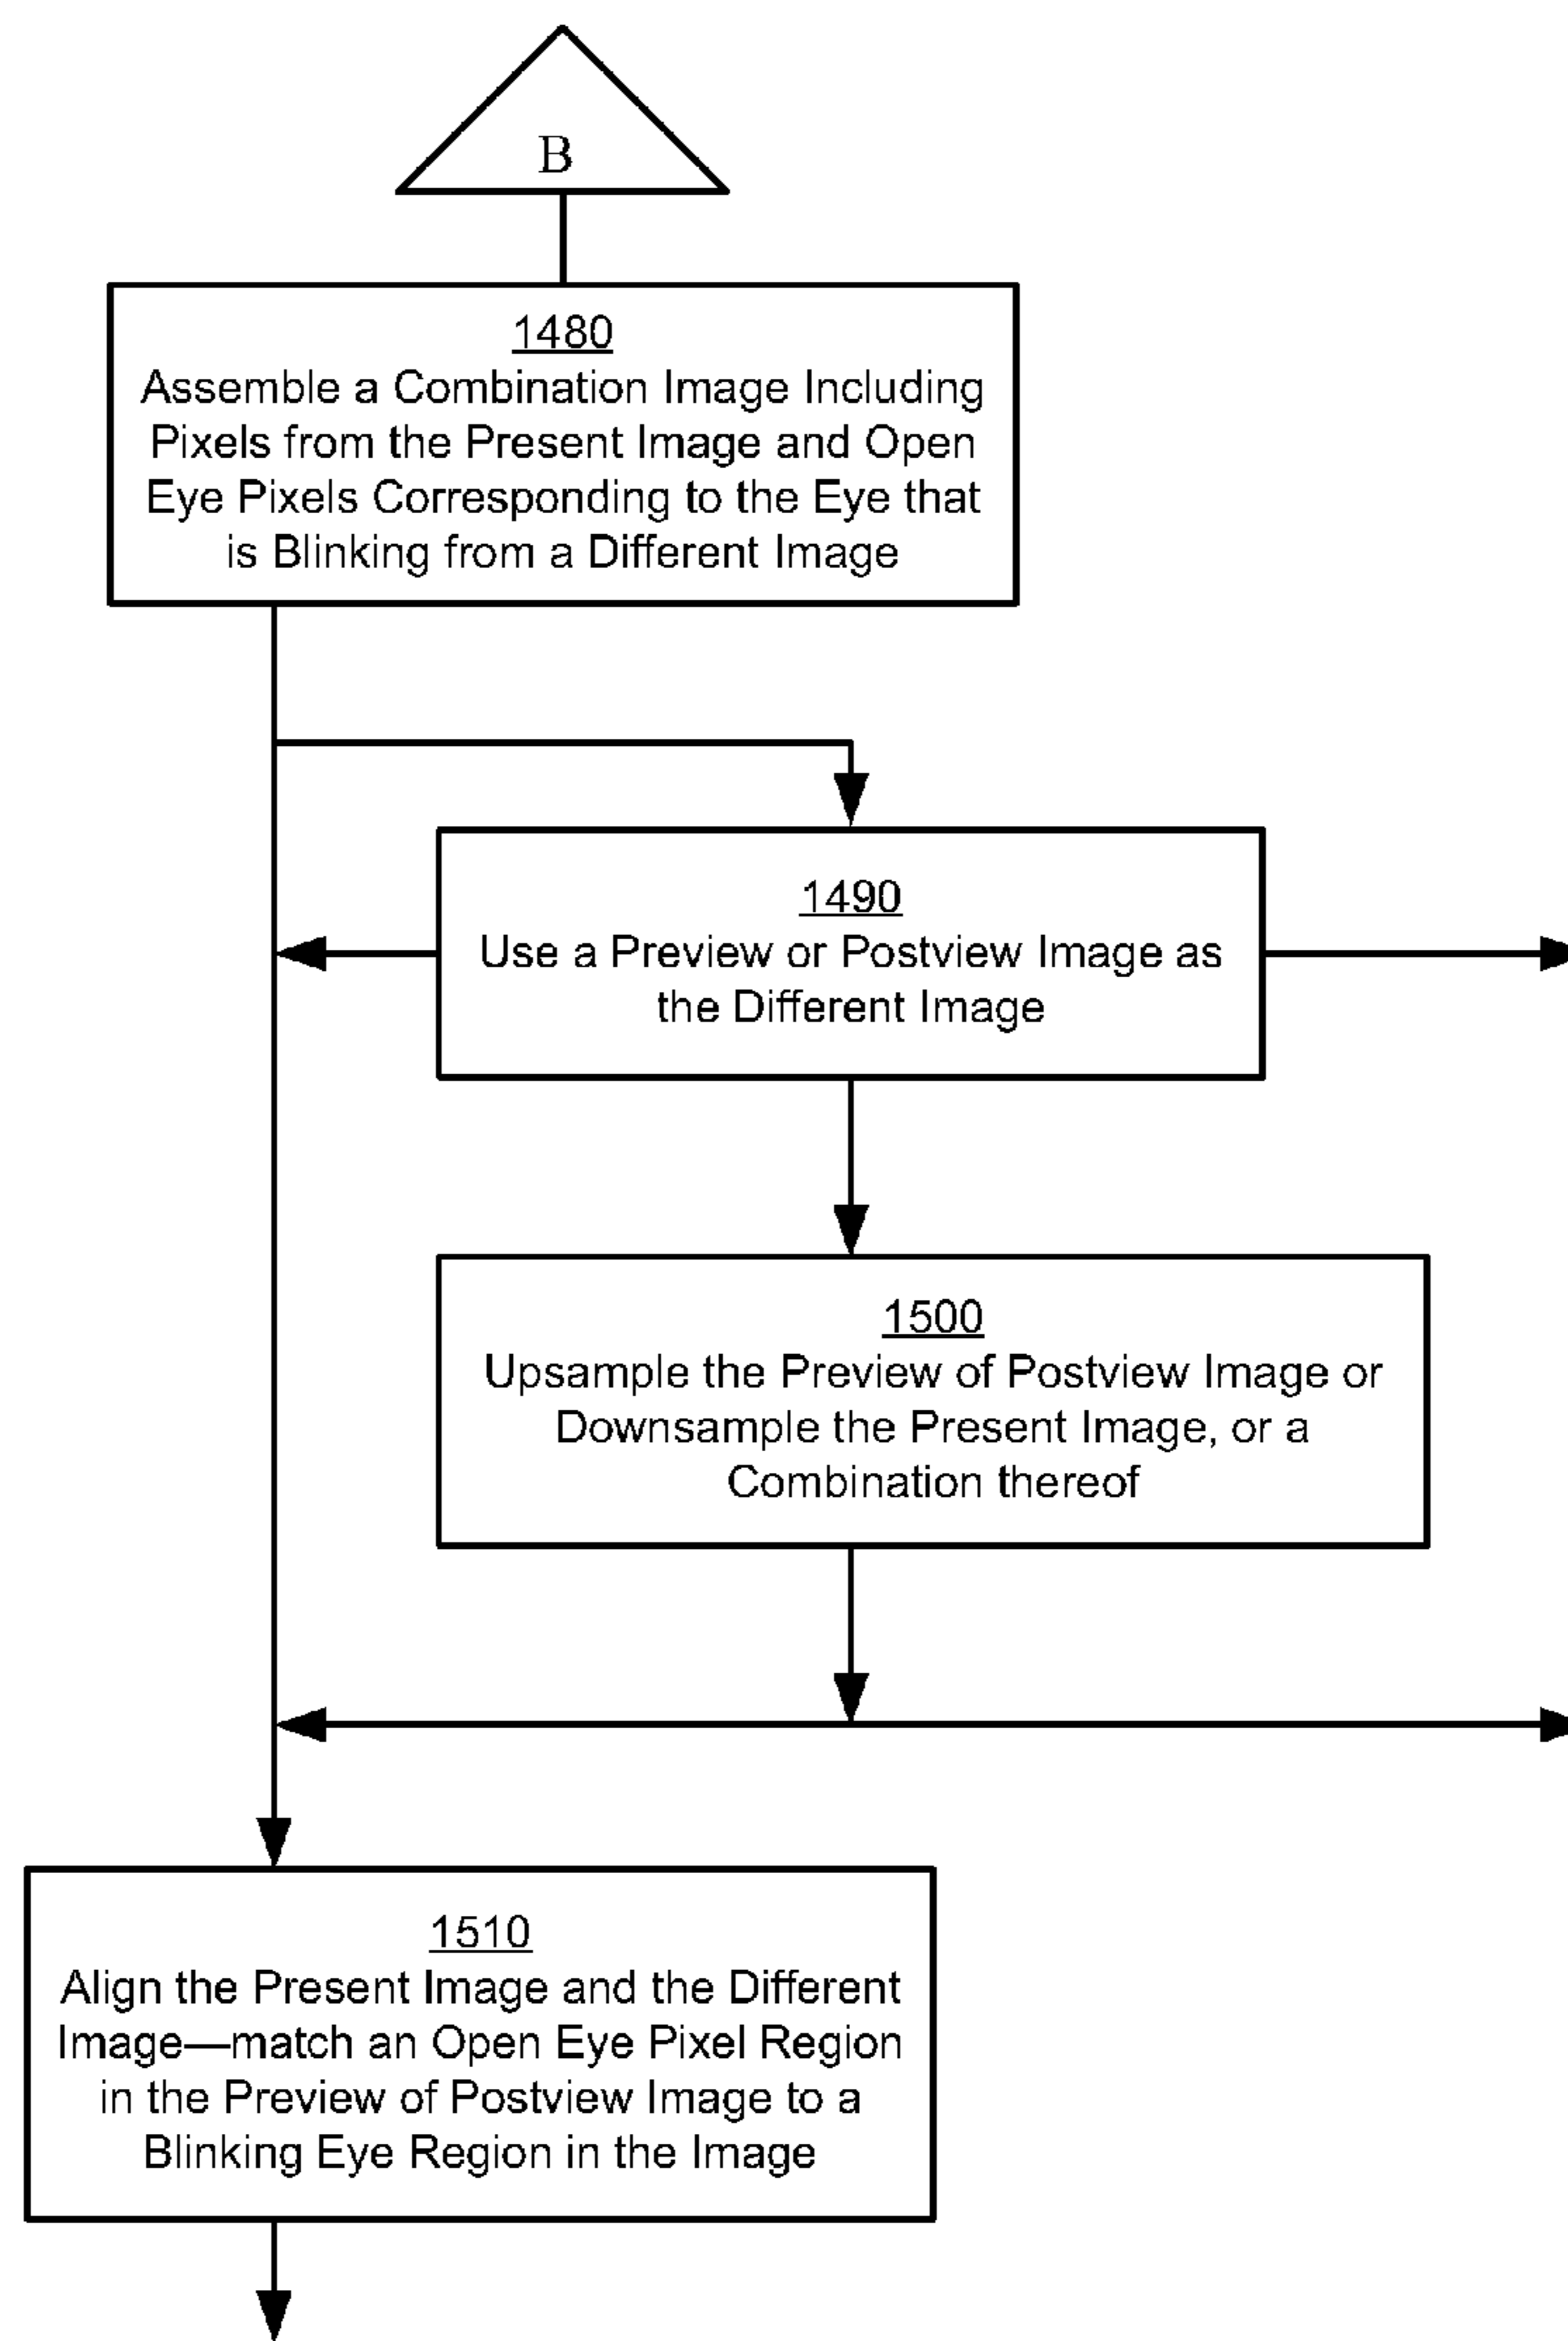 B
1480
Assemble a Combination Image Including
Pixels from the Present Image and Open
Eye Pixels Corresponding to the Eye that
is Blinking from a Different Image
1490
Use a Preview or Postview Image as
the Different Image
1500
Upsample the Preview of Postview Image or
Downsample the Present Image, or a
Combination thereof
1510
Align the Present Image and the Different
Image—match an Open Eye Pixel Region
in the Preview of Postview Image to a
Blinking Eye Region in the Image